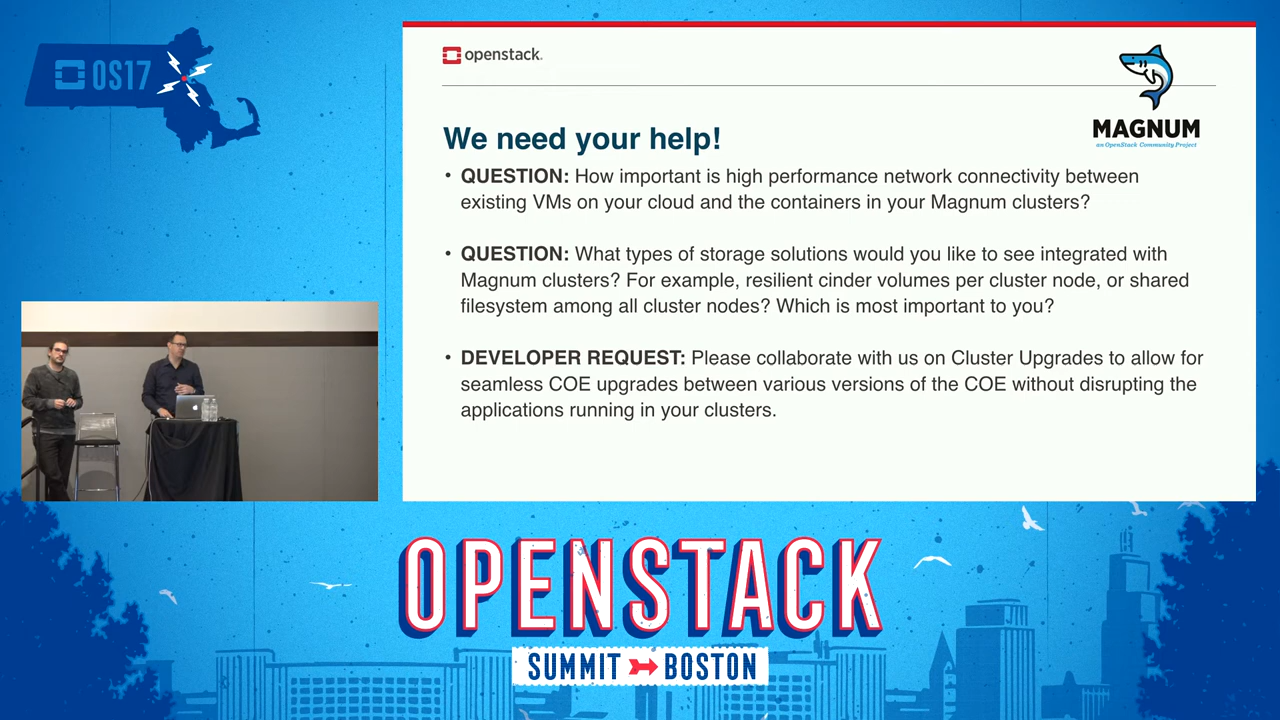 OS17
openstack.
MAGNUM
an OpenStack Community Project
We need your help!
• QUESTION: How important is high performance network connectivity between
existing VMs on your cloud and the containers in your Magnum clusters?
• QUESTION: What types of storage solutions would you like to see integrated with
Magnum clusters? For example, resilient cinder volumes per cluster node, or shared
filesystem among all cluster nodes? Which is most important to you?
• DEVELOPER REQUEST: Please collaborate with us on Cluster Upgrades to allow for
seamless COE upgrades between various versions of the COE without disrupting the
applications running in your clusters.
OPENSTACK
SUMMIT BOSTON